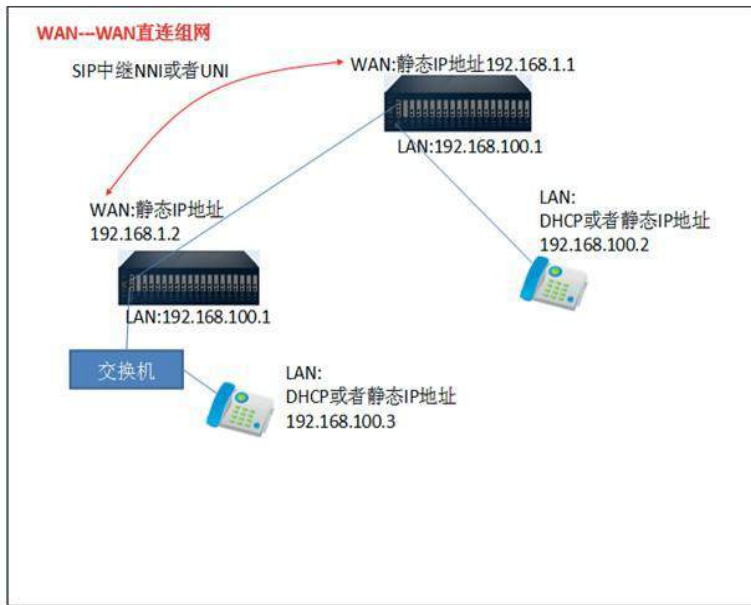 WAN---WAN直连组网
SIP中继NNI或者UNI
WAN:静态IP地址192.168.1.1
LAN:192.168.100.1
WAN:静态IP地址
192.168.1.2
LAN:
DHCP或者静态IP地址
192.168.100.2
LAN:192.168.100.1
交换机
LAN:
DHCP或者静态IP地址
192.168.100.3